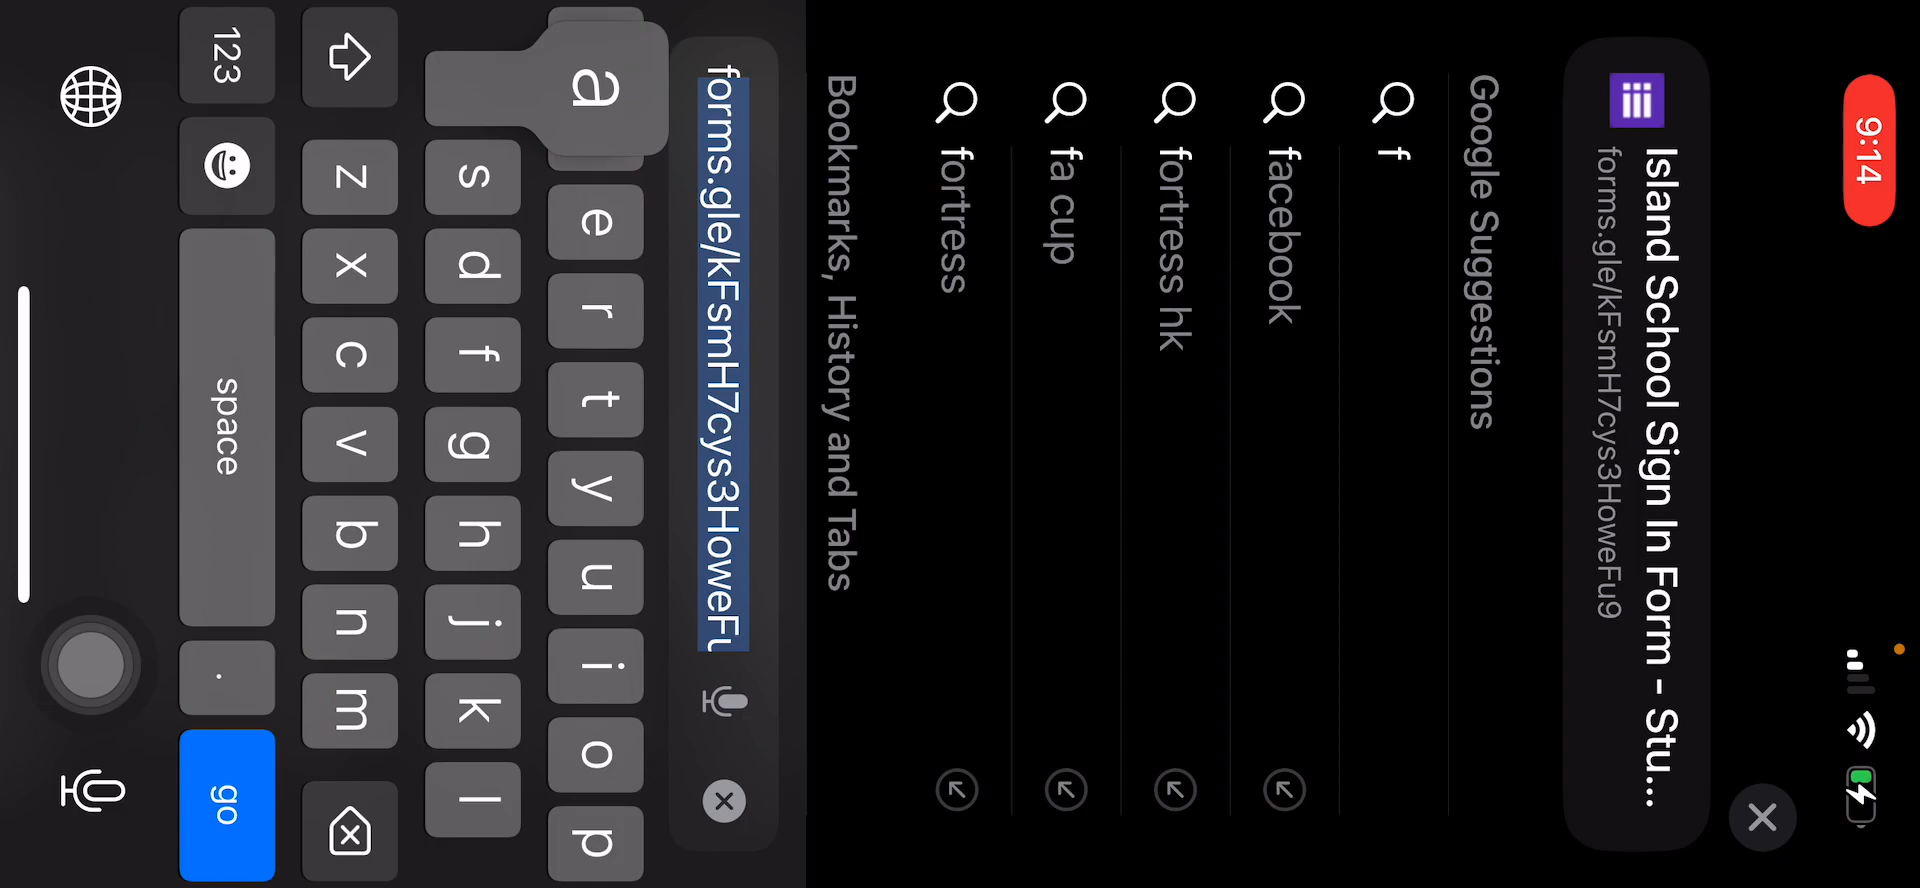 9:14
Island School Sign In Form - Stu...
forms.gle/kFsmH7cys3HoweFu9
Google Suggestions
f
facebook
fortress hk
fa cup
fortress
Bookmarks, History and Tabs
forms.gle/kFsmH7cys3HoweFu
a e r t y u i o p
s d f g h j k l
z x c v b n m
123 space . go